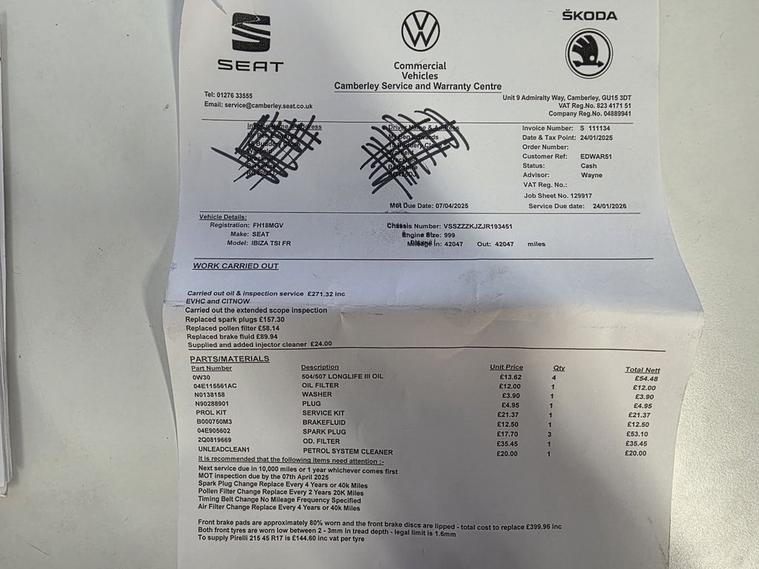 SEAT
Commercial
Vehicles
ŠKODA
Camberley Service and Warranty Centre
Tel: 01276 33555
Email: service@camberley.seat.co.uk
Unit 9 Admiralty Way, Camberley, GU15 3DT
VAT Reg.No. 823 4171 51
Company Reg.No. 04889941
Invoice Number: S 111134
Date & Tax Point: 24/01/2025
Order Number:
Customer Ref: EDWAR51
Status: Cash
Advisor: Wayne
VAT Reg. No.:
Job Sheet No. 129917
Mot Due Date: 07/04/2025
Service Due date: 24/01/2026
Vehicle Details:
Registration: FH18MGV
Make: SEAT
Model: IBIZA TSI FR
Chassis Number: VSSZZZKJZJR193451
Engine Size: 999
Mileage In: 42047 Out: 42047 miles
WORK CARRIED OUT
Carried out oil & inspection service £271.32 inc
EVHC and CITNOW
Carried out the extended scope inspection
Replaced spark plugs £157.30
Replaced pollen filter £58.14
Replaced brake fluid £89.94
Supplied and added injector cleaner £24.00
PARTS/MATERIALS
Part Number Description Unit Price Qty Total Nett
0W30 504/507 LONGLIFE III OIL £13.62 4 £54.48
04E115561AC OIL FILTER £12.00 1 £12.00
N0138158 WASHER £3.90 1 £3.90
N90288901 PLUG £4.95 1 £4.95
PROL KIT SERVICE KIT £21.37 1 £21.37
B000750M3 BRAKEFLUID £12.50 1 £12.50
04E905602 SPARK PLUG £17.70 3 £53.10
2Q0819669 OD. FILTER £35.45 1 £35.45
UNLEADCLEAN1 PETROL SYSTEM CLEANER £20.00 1 £20.00
It is recommended that the following items need attention :-
Next service due in 10,000 miles or 1 year whichever comes first
MOT inspection due by the 07th April 2025
Spark Plug Change Replace Every 4 Years or 40k Miles
Pollen Filter Change Replace Every 2 Years 20K Miles
Timing Belt Change No Mileage Frequency Specified
Air Filter Change Replace Every 4 Years or 40k Miles
Front brake pads are approximately 80% worn and the front brake discs are lipped - total cost to replace £399.96 inc
Both front tyres are worn low between 2 - 3mm in tread depth - legal limit is 1.6mm
To supply Pirelli 215 45 R17 is £144.60 inc vat per tyre